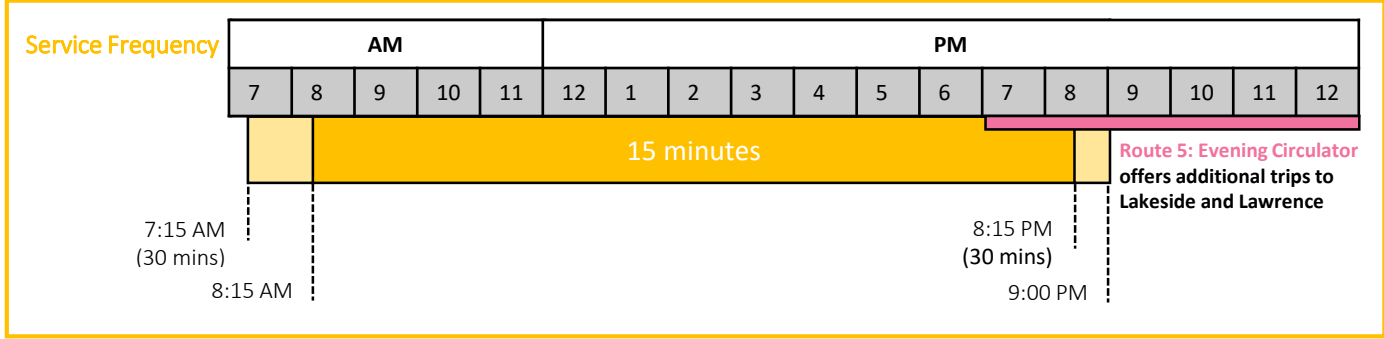 Service Frequency
AM
PM
7 8 9 10 11 12 1 2 3 4 5 6 7 8 9 10 11 12
15 minutes
Route 5: Evening Circulator
offers additional trips to
Lakeside and Lawrence
7:15 AM
(30 mins)
8:15 AM
8:15 PM
(30 mins)
9:00 PM